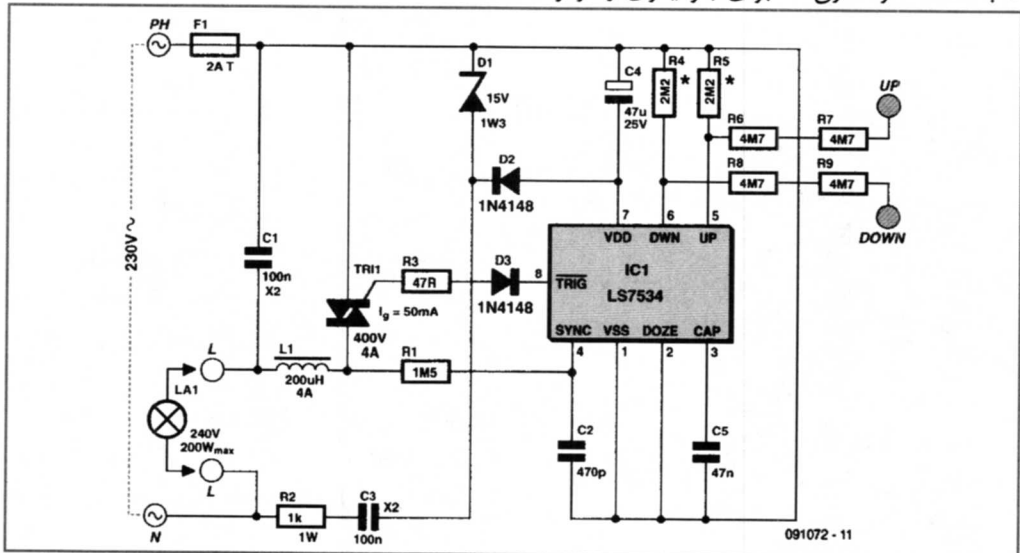 PH
F1
2A T
D1
15V
1W3
C4
47u
25V
R4
2M2
*
R5
2M2
*
UP
R6
4M7
R7
4M7
R8
4M7
R9
4M7
DOWN
D2
1N4148
7
6
5
VDD
DWN
UP
230V ~
C1
100n
X2
TRI1
R3
47R
D3
1N4148
8
TRIG
IC1
LS7534
Ig = 50mA
400V
4A
SYNC
VSS
DOZE
CAP
4
1
2
3
L
L1
200uH
4A
R1
1M5
LA1
240V
200Wmax
L
C2
470p
C5
47n
N
R2
1k
1W
C3
X2
100n
091072 - 11